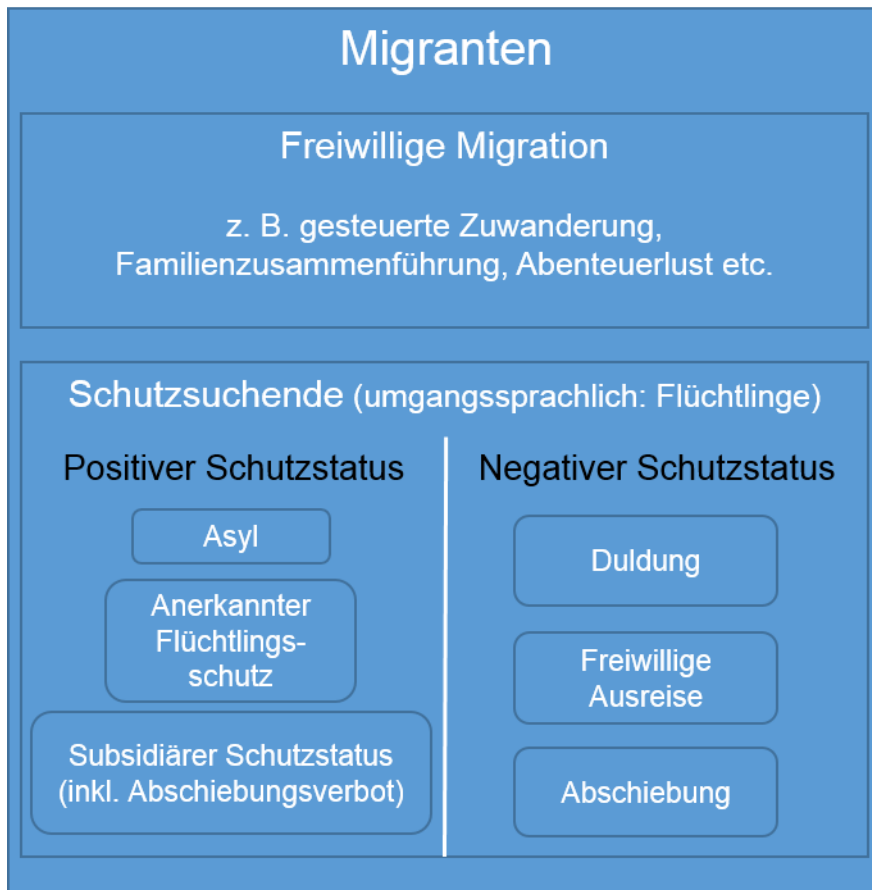 Migranten
Freiwillige Migration
z. B. gesteuerte Zuwanderung,
Familienzusammenführung, Abenteuerlust etc.
Schutzsuchende (umgangssprachlich: Flüchtlinge)
Positiver Schutzstatus
Asyl
Anerkannter
Flüchtlings-
schutz
Subsidiärer Schutzstatus
(inkl. Abschiebungsverbot)
Negativer Schutzstatus
Duldung
Freiwillige
Ausreise
Abschiebung